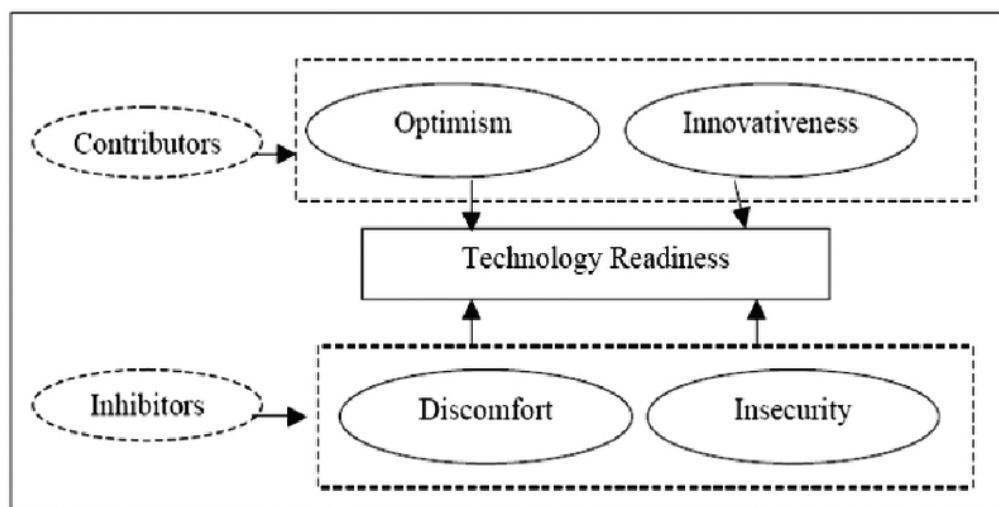 Optimism
Innovativeness
Contributors
Technology Readiness
Inhibitors
Discomfort
Insecurity